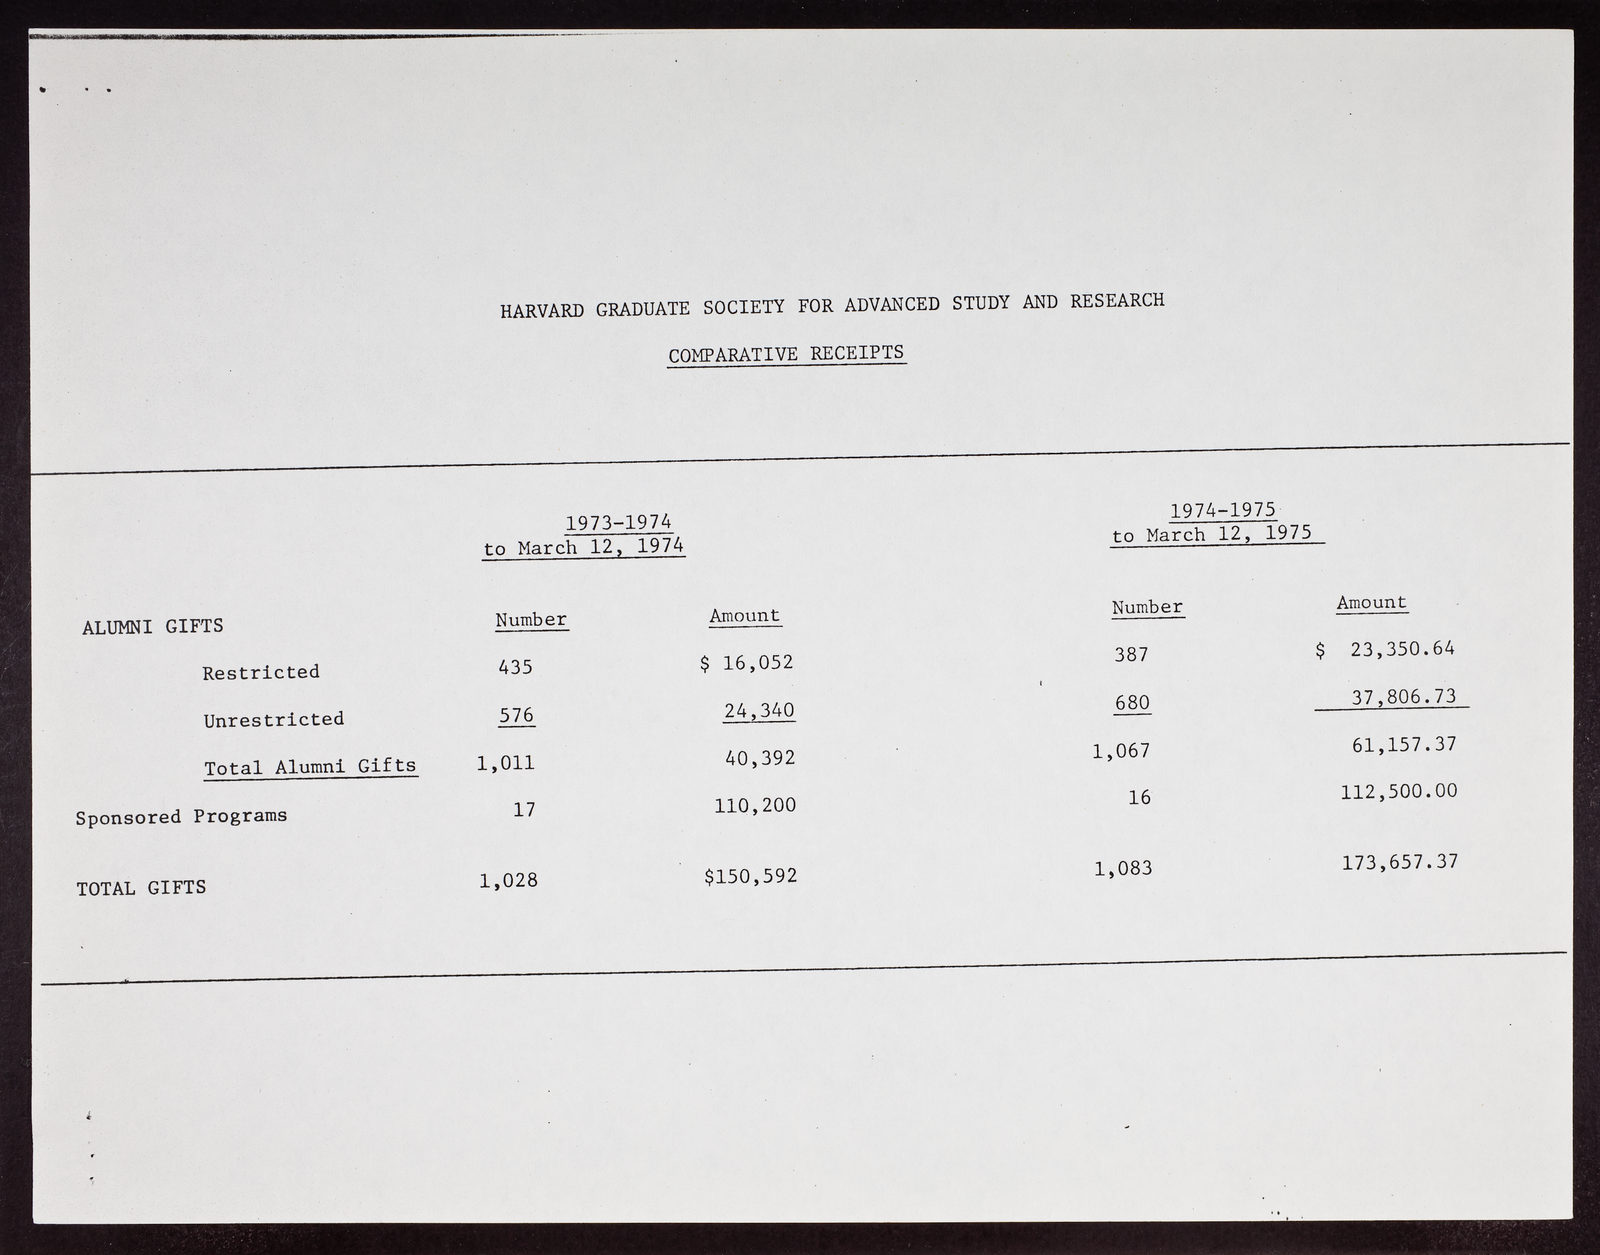 HARVARD GRADUATE SOCIETY FOR ADVANCED STUDY AND RESEARCH
COMPARATIVE RECEIPTS
1973-1974 1974-1975
to March 12, 1974 to March 12, 1975
ALUMNI GIFTS Number Amount Number Amount
Restricted 435 $ 16,052 387 $ 23,350.64
Unrestricted 576 24,340 680 37,806.73
Total Alumni Gifts 1,011 40,392 1,067 61,157.37
Sponsored Programs 17 110,200 16 112,500.00
TOTAL GIFTS 1,028 $150,592 1,083 173,657.37